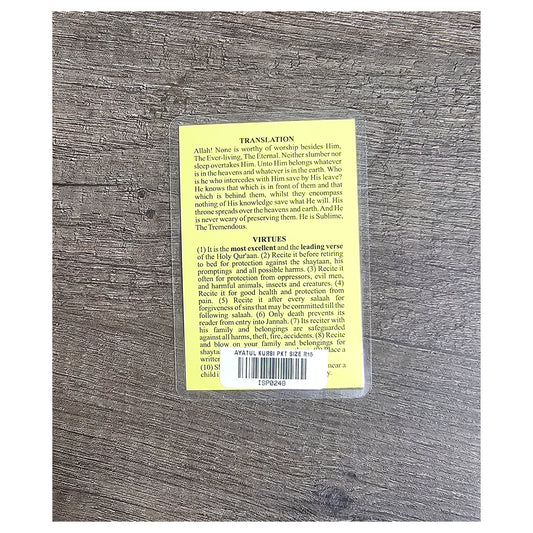 TRANSLATION
Allah! None is worthy of worship besides Him,
The Ever-living, The Eternal. Neither slumber nor
sleep overtakes Him. Unto Him belongs whatever
is in the heavens and whatever is in the earth. Who
is he who intercedes with Him save by His leave?
He knows that which is in front of them and that
which is behind them, whilst they encompass
nothing of His knowledge save what He will. His
throne spreads over the heavens and earth. And He
is never weary of preserving them. He is Sublime,
The Tremendous.
VIRTUES
(1) It is the most excellent and the leading verse
of the Holy Qur'aan. (2) Recite it before retiring
to bed for protection against the shaytaan, his
promptings and all possible harms. (3) Recite it
often for protection from oppressors, evil men,
and harmful animals, insects and creatures. (4)
Recite it for good health and protection from
pain. (5) Recite it after every salaah for
forgiveness of sins that may be committed till the
following salaah. (6) Only death prevents its
reader from entry into Jannah. (7) Its reciter with
his family and belongings are safeguarded
against all harms, theft, fire, accidents. (8) Recite
and blow on your family and belongings for
shaytaa Place a
writte
(10) S near a
child i
AYATUL KURSI PKT SIZE R15
ISP0248